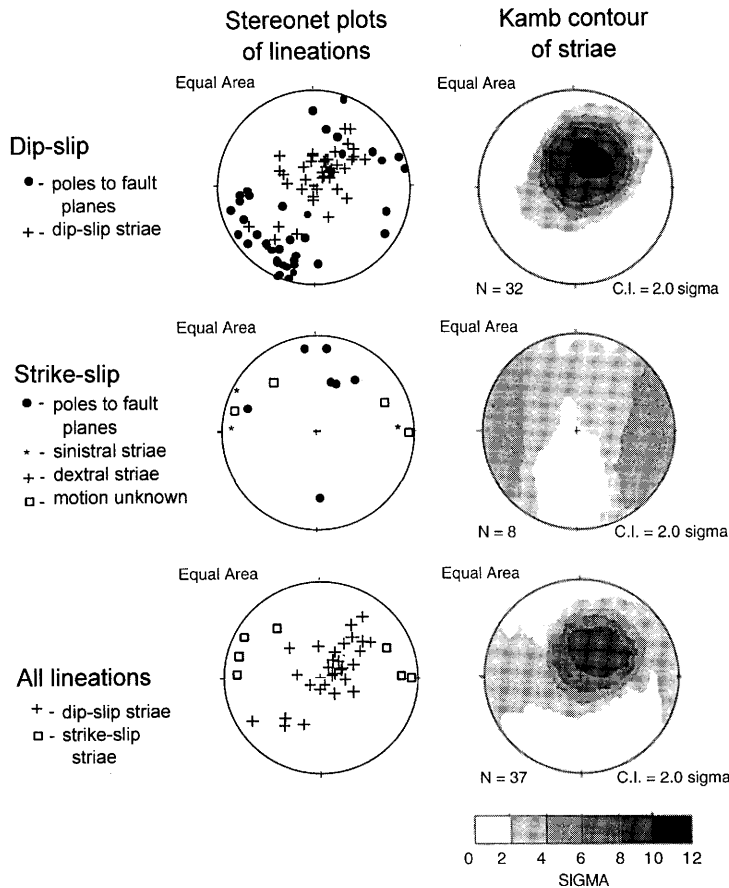 Stereonet plots
of lineations
Kamb contour
of striae
Equal Area
Dip-slip
● - poles to fault
planes
+ - dip-slip striae
N = 32
C.I. = 2.0 sigma
Equal Area
Equal Area
Strike-slip
● - poles to fault
planes
* - sinistral striae
+ - dextral striae
□ - motion unknown
N = 8
C.I. = 2.0 sigma
Equal Area
Equal Area
All lineations
+ - dip-slip striae
□ - strike-slip
striae
N = 37
C.I. = 2.0 sigma
0 2 4 6 8 10 12
SIGMA
Equal Area